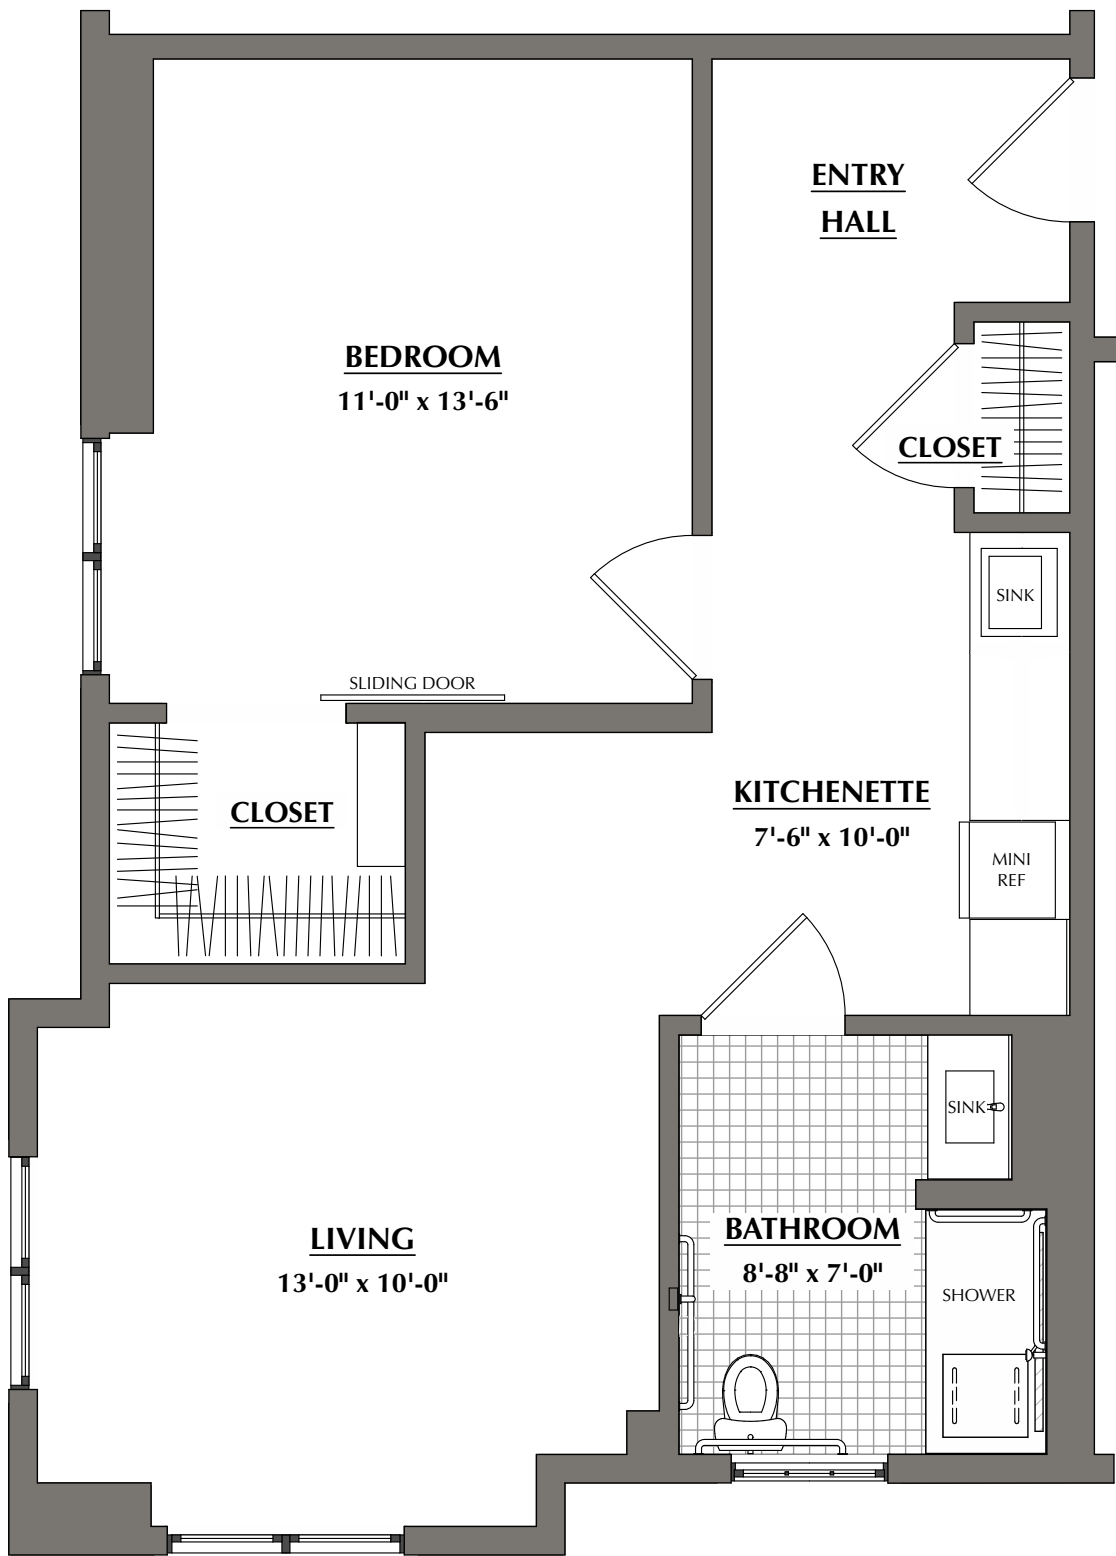 ENTRY
HALL
BEDROOM
11'-0" x 13'-6"
CLOSET
SINK
SLIDING DOOR
KITCHENETTE
7'-6" x 10'-0"
CLOSET
MINI
REF
SINK
LIVING
13'-0" x 10'-0"
BATHROOM
8'-8" x 7'-0"
SHOWER